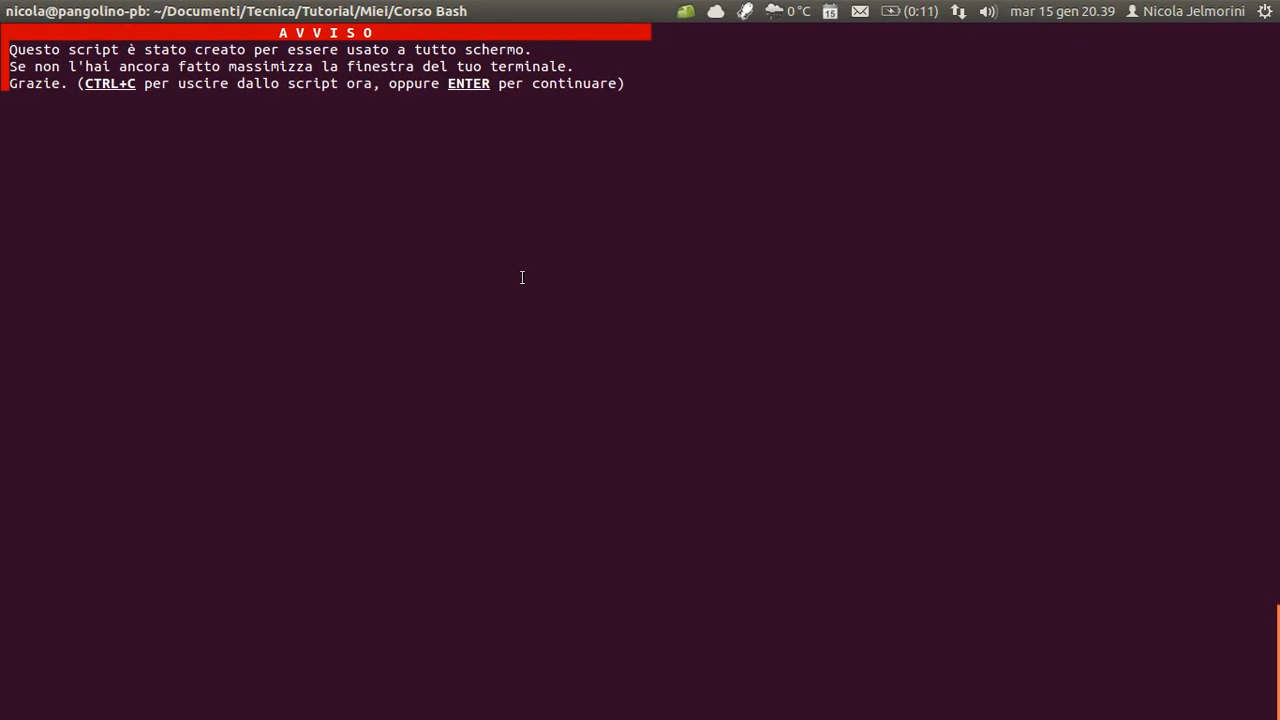 nicola@pangolino-pb: ~/Documenti/Tecnica/Tutorial/Miei/Corso Bash 0 °C 15 (0:11) mar 15 gen 20.39 Nicola Jelmorini
A V V I S O
Questo script è stato creato per essere usato a tutto schermo.
Se non l'hai ancora fatto massimizza la finestra del tuo terminale.
Grazie. (CTRL+C per uscire dallo script ora, oppure ENTER per continuare)